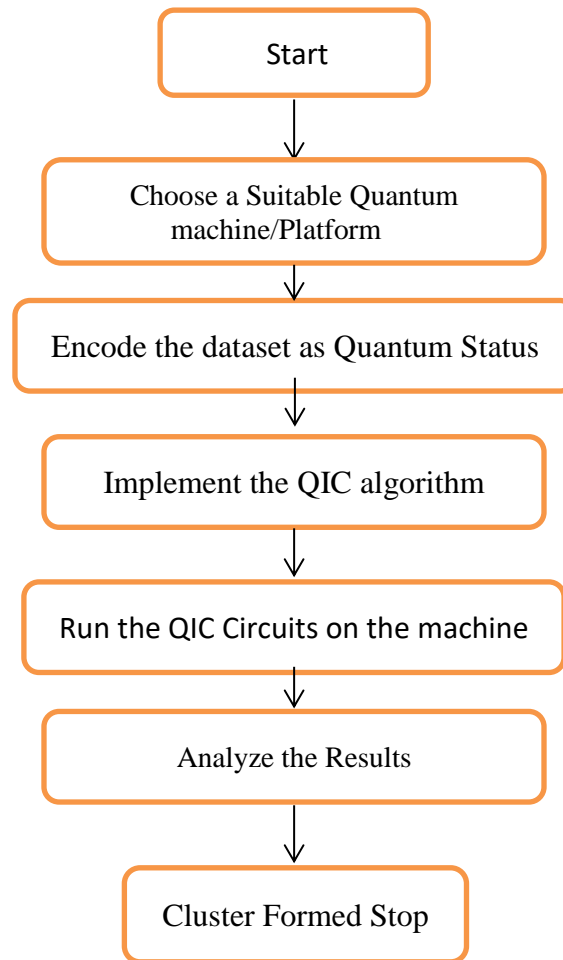 Start
Choose a Suitable Quantum
machine/Platform
Encode the dataset as Quantum Status
Implement the QIC algorithm
Run the QIC Circuits on the machine
Analyze the Results
Cluster Formed Stop